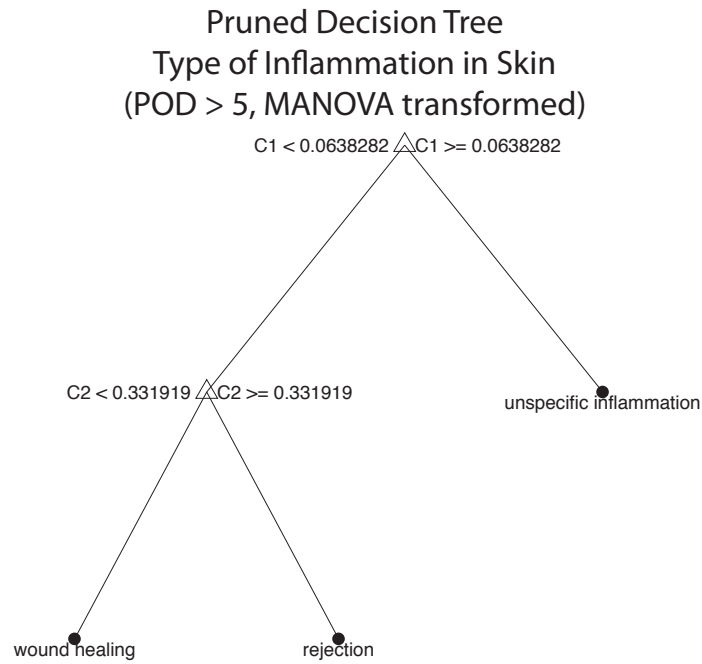 Pruned Decision Tree
Type of Inflammation in Skin
(POD > 5, MANOVA transformed)
C1 < 0.0638282 C1 >= 0.0638282
C2 < 0.331919 C2 >= 0.331919
unspecific inflammation
wound healing rejection